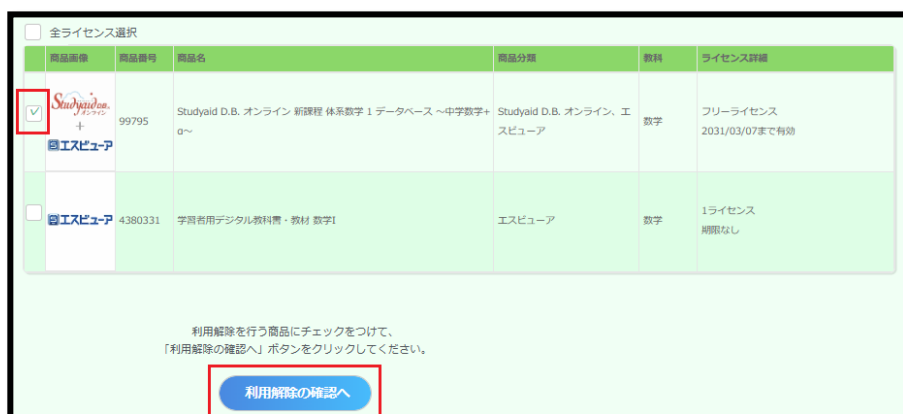 全ライセンス選択
商品画像 商品番号 商品名 商品分類 教科 ライセンス詳細
Studyaid D.B. オンライン + エスビューア
99795
Studyaid D.B. オンライン 新課程 体系数学 1 データベース ～中学数学+
α～
Studyaid D.B. オンライン、エ
スビューア
数学
フリーライセンス
2031/03/07まで有効
エスビューア
4380331
学習者用デジタル教科書・教材 数学I
エスビューア
数学
1ライセンス
期限なし
利用解除を行う商品にチェックをつけて、
「利用解除の確認へ」ボタンをクリックしてください。
利用解除の確認へ